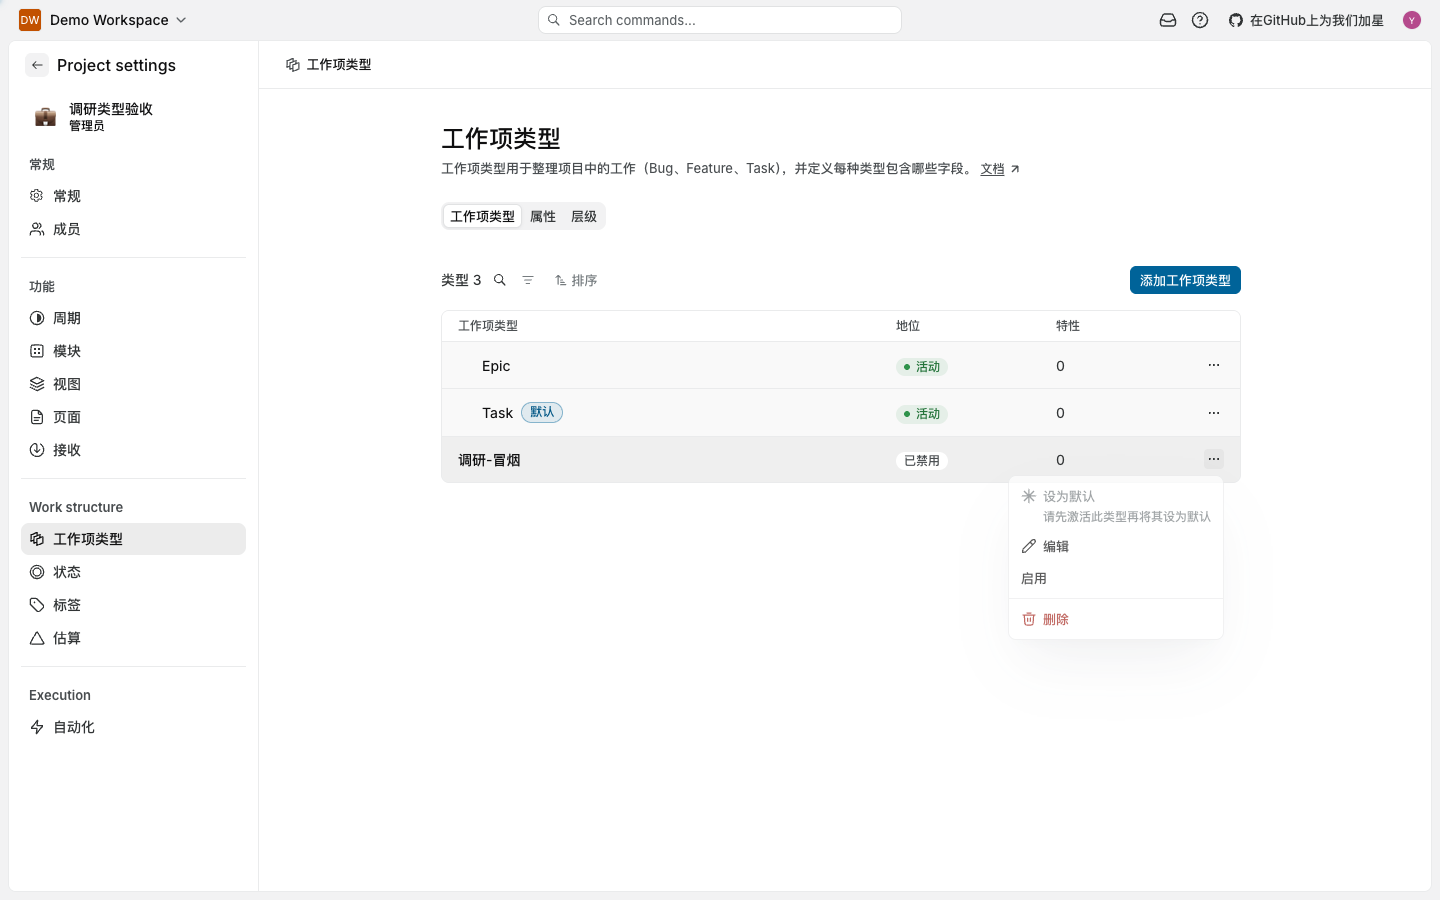 DW Demo Workspace
Search commands...
在GitHub上为我们加星
Y
Project settings
调研类型验收
管理员
常规
常规
成员
功能
周期
模块
视图
页面
接收
Work structure
工作项类型
状态
标签
估算
Execution
自动化
工作项类型
工作项类型
工作项类型用于整理项目中的工作（Bug、Feature、Task），并定义每种类型包含哪些字段。 文档
工作项类型 属性 层级
类型 3 排序 添加工作项类型
工作项类型 地位 特性
Epic 活动 0
Task 默认 活动 0
调研-冒烟 已禁用 0
设为默认
请先激活此类型再将其设为默认
编辑
启用
删除